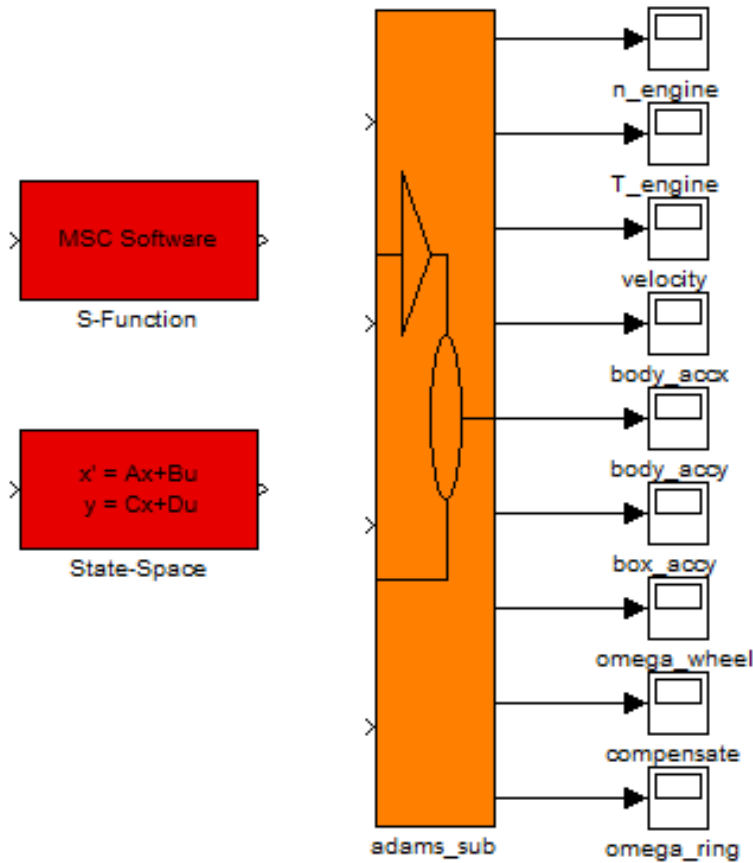 MSC Software
S-Function
x' = Ax+Bu
y = Cx+Du
State-Space
adams_sub
n_engine
T_engine
velocity
body_accx
body_accy
box_accy
omega_wheel
compensate
omega_ring